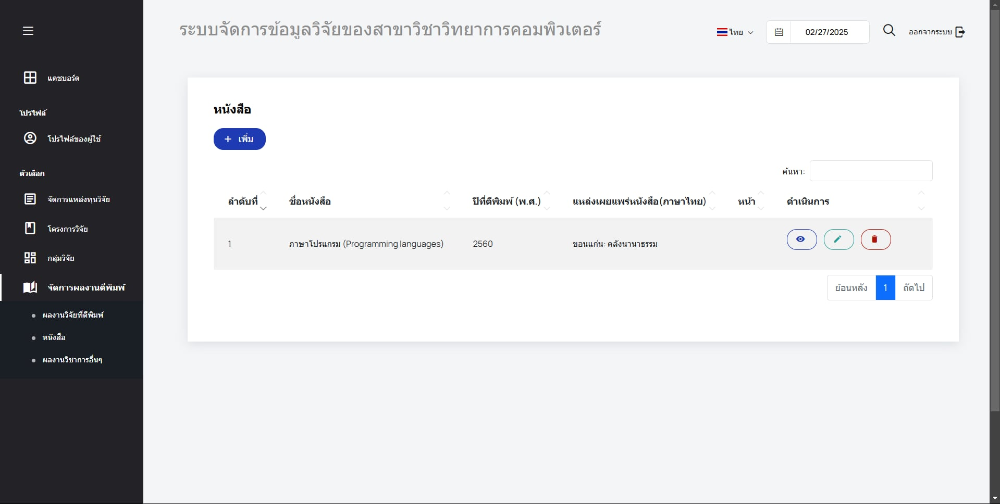 ระบบจัดการข้อมูลวิจัยของสาขาวิชาวิทยาการคอมพิวเตอร์
ไทย
02/27/2025
ออกจากระบบ
แดชบอร์ด
โปรไฟล์
โปรไฟล์ของผู้ใช้
ตัวเลือก
จัดการแหล่งทุนวิจัย
โครงการวิจัย
กลุ่มวิจัย
จัดการผลงานตีพิมพ์
ผลงานวิจัยที่ตีพิมพ์
หนังสือ
ผลงานวิชาการอื่นๆ
หนังสือ
+ เพิ่ม
ค้นหา:
ลำดับที่ ชื่อหนังสือ ปีที่ตีพิมพ์ (พ.ศ.) แหล่งเผยแพร่หนังสือ(ภาษาไทย) หน้า ดำเนินการ
1 ภาษาโปรแกรม (Programming languages) 2560 ขอนแก่น: คลังนานาธรรม
ย้อนหลัง 1 ถัดไป